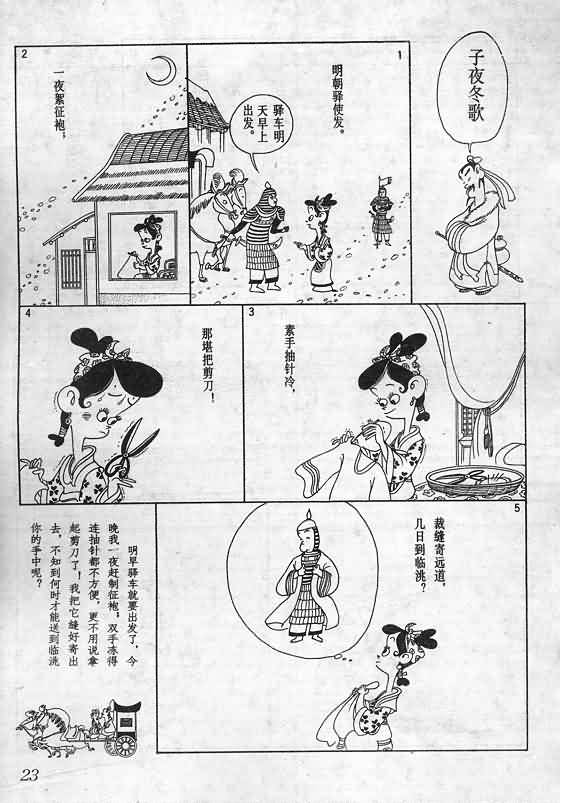 子夜冬歌
1
明朝驿使发。
驿车明
天早上
出发。
2
一夜絮征袍；
3
素手抽针冷，
4
那堪把剪刀！
5
裁缝寄远道，
几日到临洮？
明早驿车就要出发了，今
晚我一夜赶制征袍；双手冻得
连抽针都不方便，更不用说拿
起剪刀了！我把它缝好寄出
去，不知到何时才能送到临洮
你的手中呢？
23